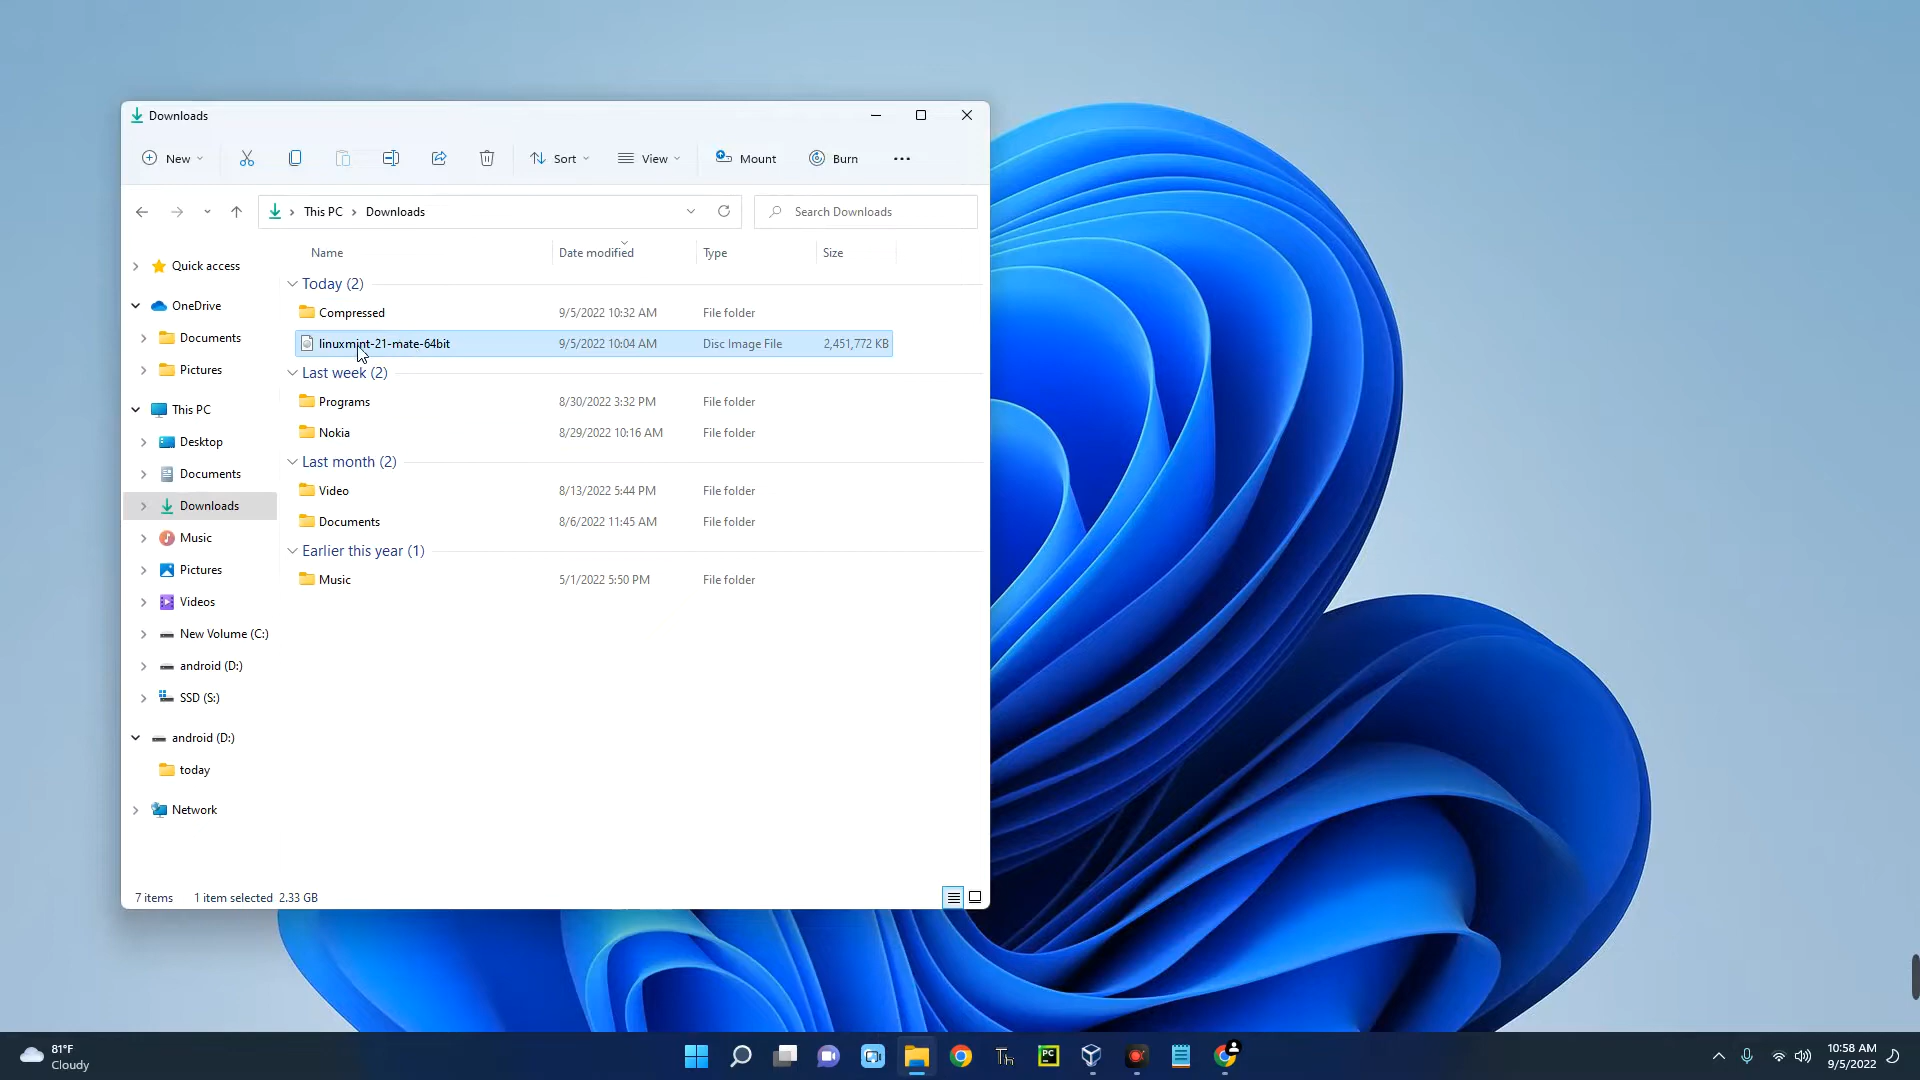 Downloads
New Sort View Mount Burn ...
This PC Downloads Search Downloads
Name Date modified Type Size
Quick access
OneDrive
Documents
Pictures
This PC
Desktop
Documents
Downloads
Music
Pictures
Videos
New Volume (C:)
android (D:)
SSD (S:)
android (D:)
today
Network
Today (2)
Compressed 9/5/2022 10:32 AM File folder
linuxmint-21-mate-64bit 9/5/2022 10:04 AM Disc Image File 2,451,772 KB
Last week (2)
Programs 8/30/2022 3:32 PM File folder
Nokia 8/29/2022 10:16 AM File folder
Last month (2)
Video 8/13/2022 5:44 PM File folder
Documents 8/6/2022 11:45 AM File folder
Earlier this year (1)
Music 5/1/2022 5:50 PM File folder
7 items 1 item selected 2.33 GB
81°F
Cloudy
Th
PC
10:58 AM
9/5/2022